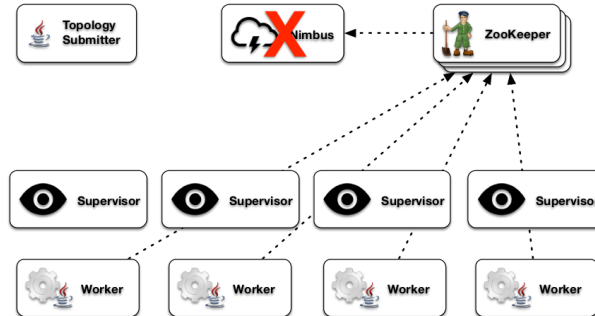 Topology
Submitter
Nimbus
ZooKeeper
Supervisor
Supervisor
Supervisor
Supervisor
Worker
Worker
Worker
Worker